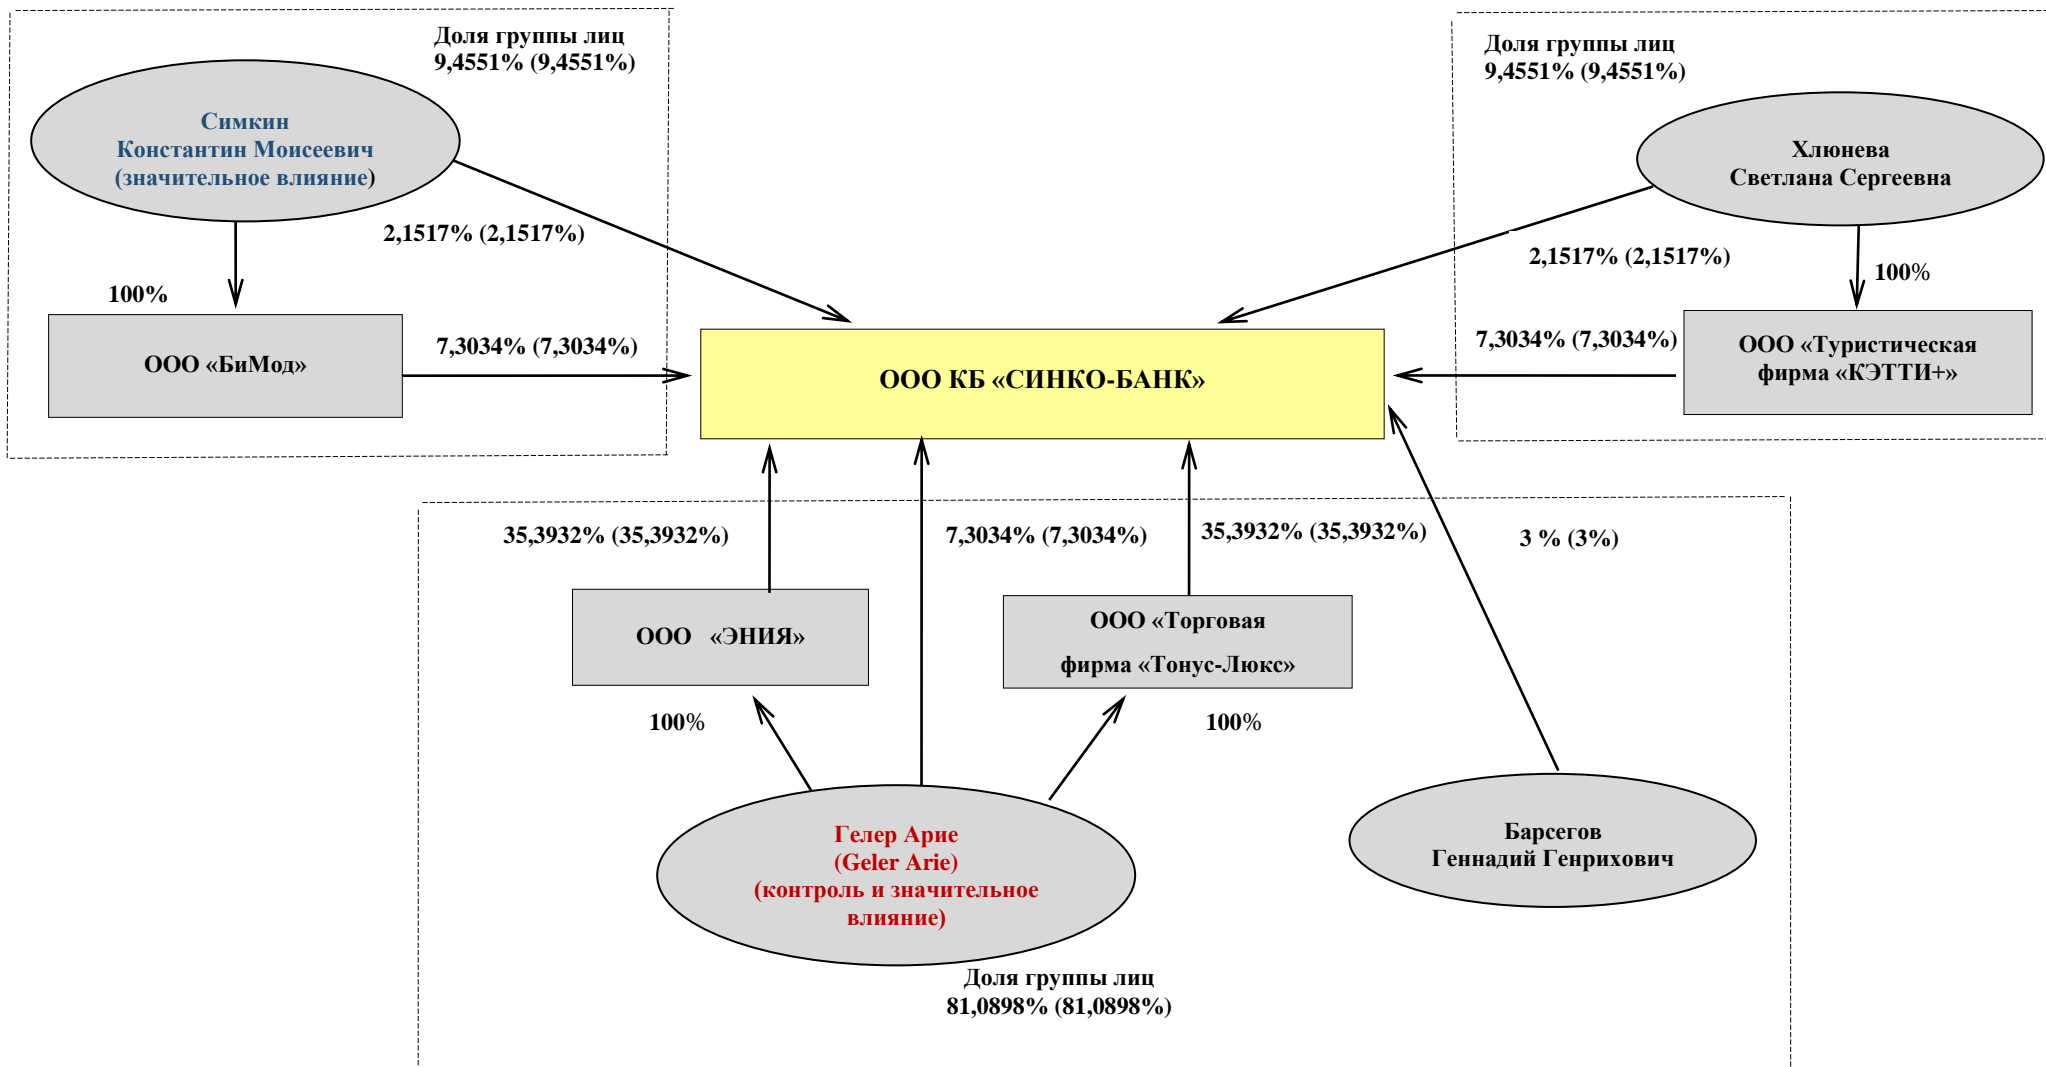 Доля группы лиц
9,4551% (9,4551%)
Симкин
Константин Моисеевич
(значительное влияние)
2,1517% (2,1517%)
100%
ООО «БиМод»
7,3034% (7,3034%)
Доля группы лиц
9,4551% (9,4551%)
Хлюнева
Светлана Сергеевна
2,1517% (2,1517%)
100%
7,3034% (7,3034%)
ООО «Туристическая
фирма «КЭТТИ+»
ООО КБ «СИНКО-БАНК»
35,3932% (35,3932%)
7,3034% (7,3034%)
35,3932% (35,3932%)
3 % (3%)
ООО «ЭНИЯ»
ООО «Торговая
фирма «Тонус-Люкс»
100%
100%
Гелер Арие
(Geler Arie)
(контроль и значительное
влияние)
Барсегов
Геннадий Генрихович
Доля группы лиц
81,0898% (81,0898%)